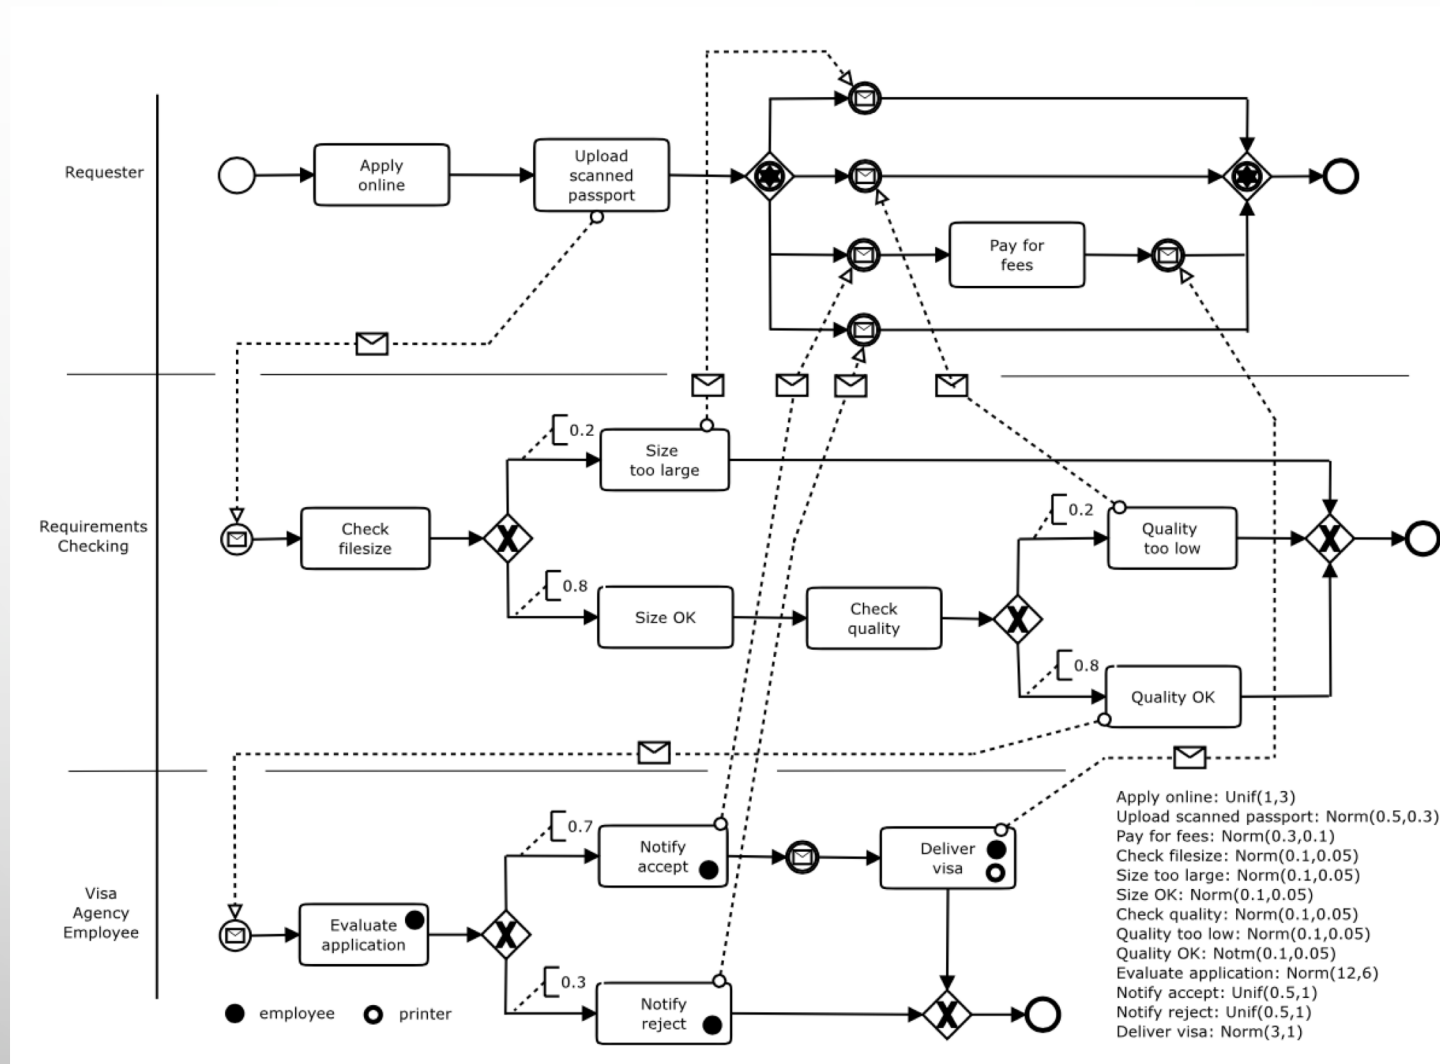 Requester
Apply
online
Upload
scanned
passport
Pay for
fees
Requirements
Checking
Check
filesize
0.2
Size
too large
0.8
Size OK
Check
quality
0.2
Quality
too low
0.8
Quality OK
Visa
Agency
Employee
Evaluate
application
0.7
Notify
accept
Deliver
visa
0.3
Notify
reject
employee
printer
Apply online: Unif(1,3)
Upload scanned passport: Norm(0.5,0.3)
Pay for fees: Norm(0.3,0.1)
Check filesize: Norm(0.1,0.05)
Size too large: Norm(0.1,0.05)
Size OK: Norm(0.1,0.05)
Check quality: Norm(0.1,0.05)
Quality too low: Norm(0.1,0.05)
Quality OK: Notm(0.1,0.05)
Evaluate application: Norm(12,6)
Notify accept: Unif(0.5,1)
Notify reject: Unif(0.5,1)
Deliver visa: Norm(3,1)